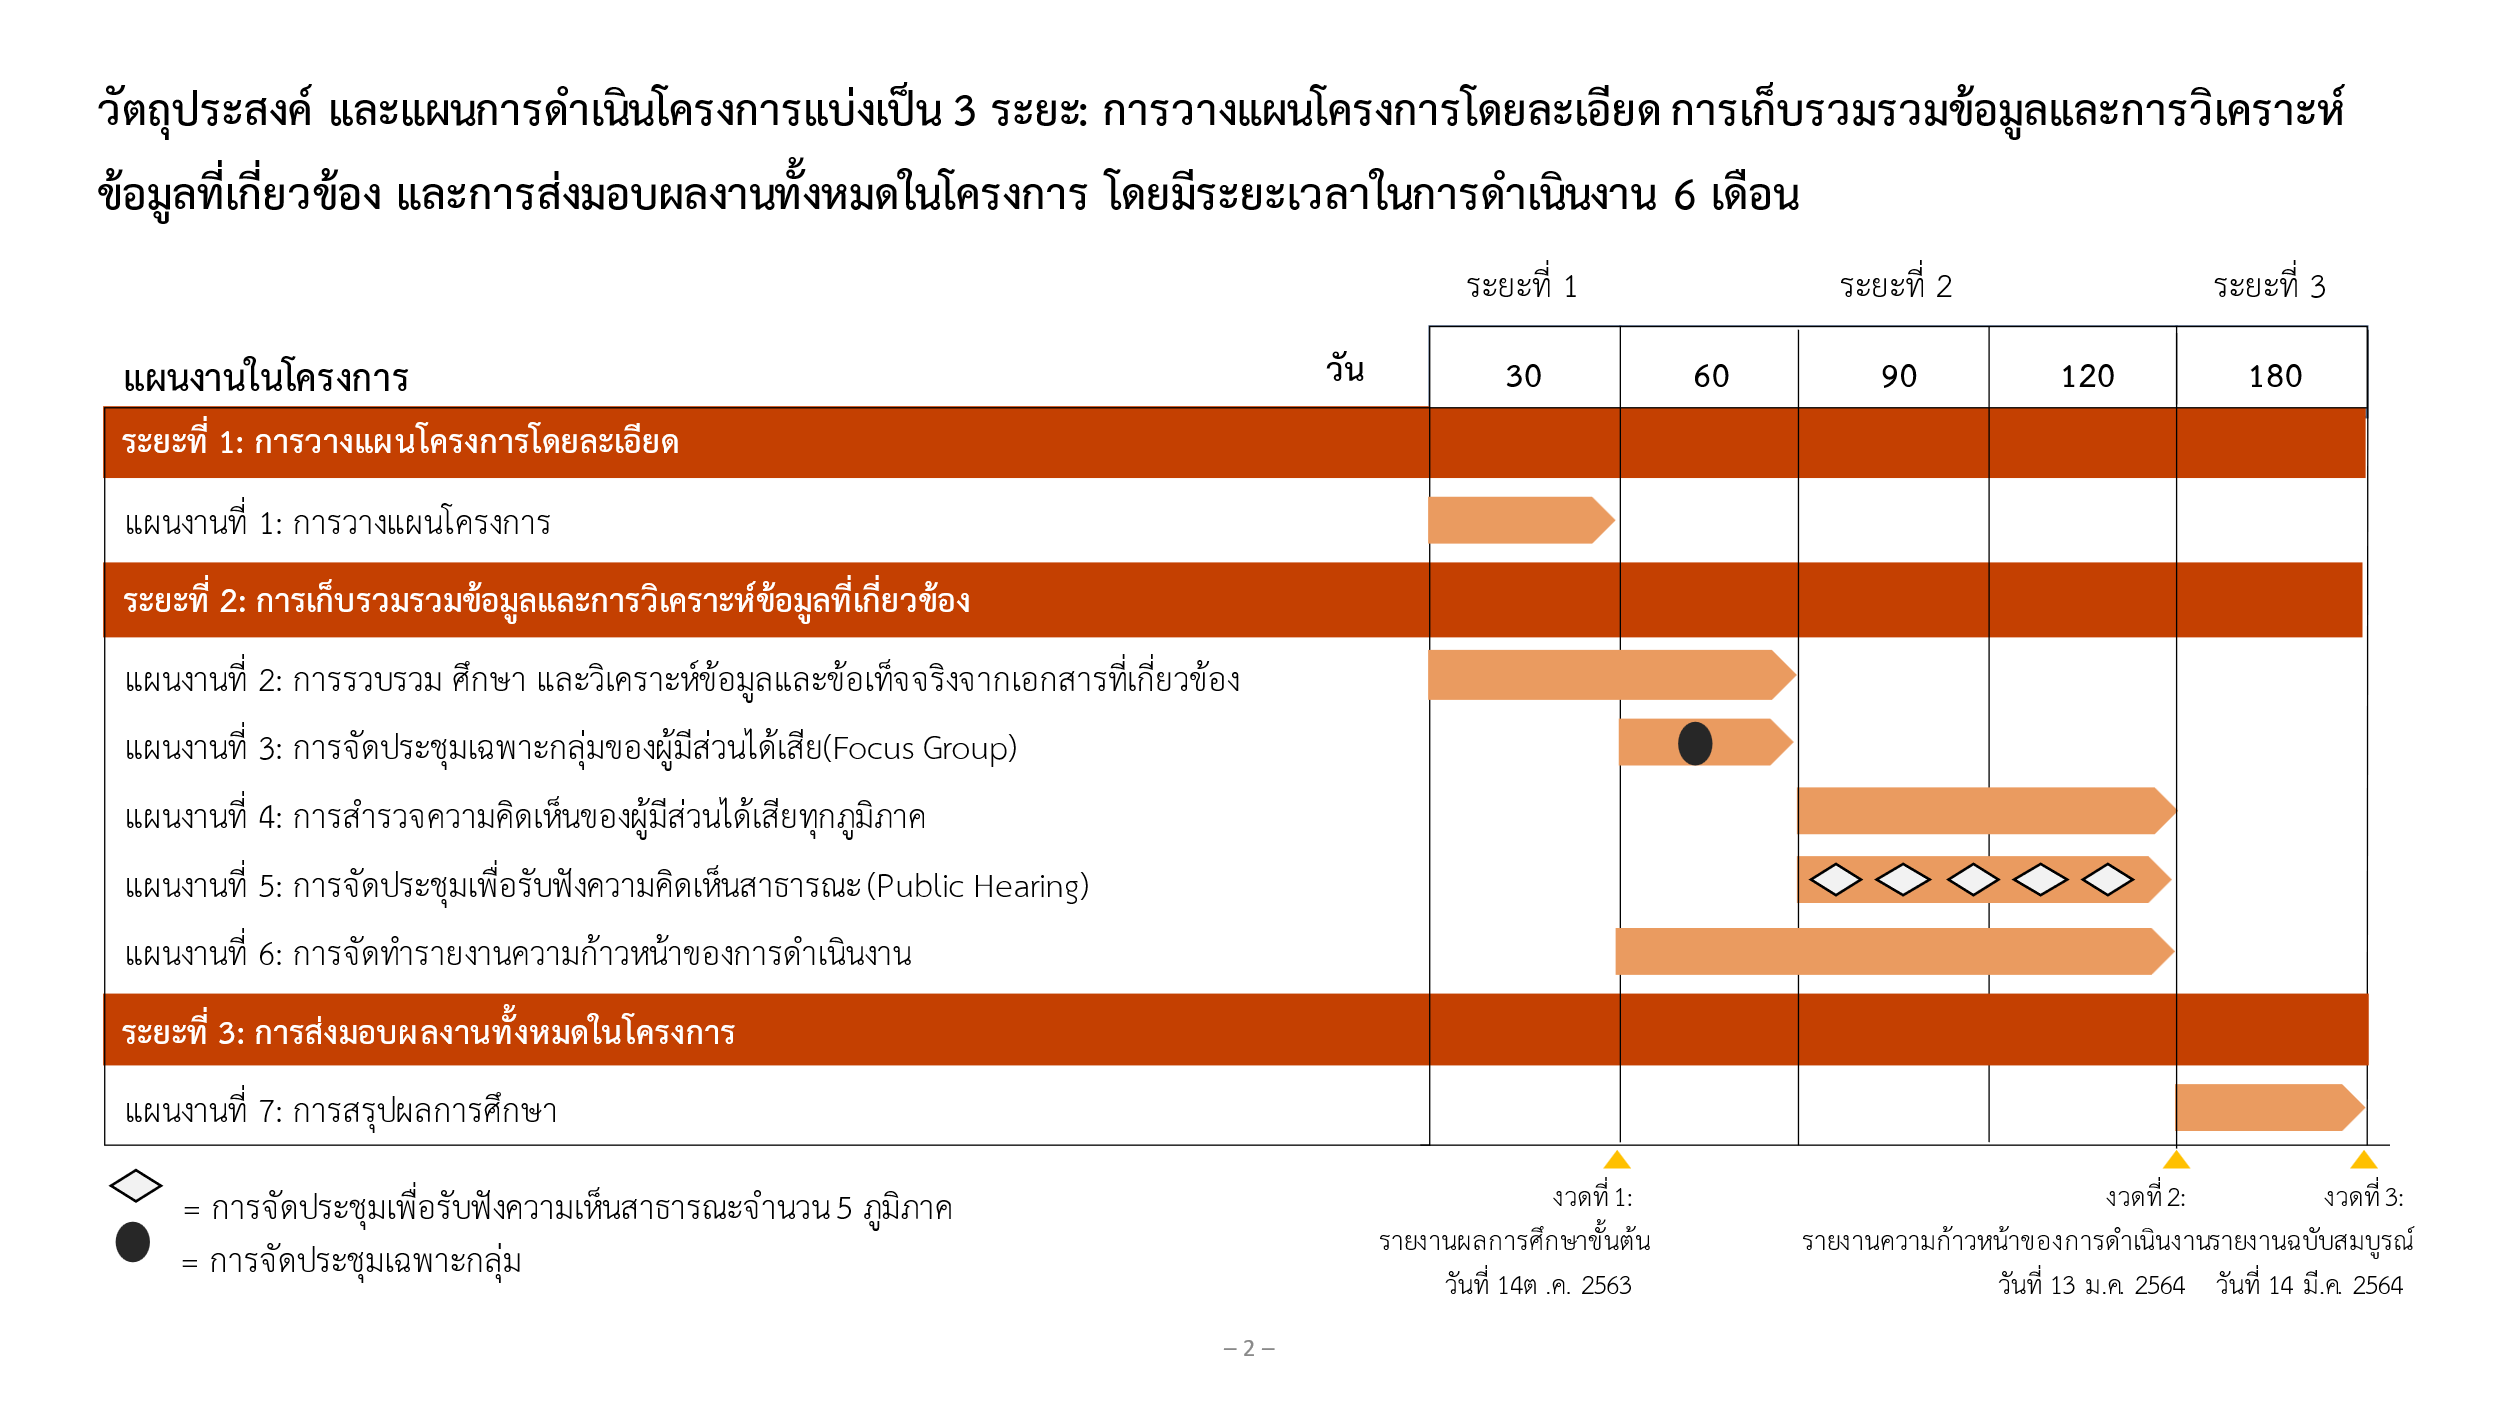 วัตถุประสงค์ และแผนการดำเนินโครงการแบ่งเป็น 3 ระยะ: การวางแผนโครงการโดยละเอียด การเก็บรวมรวมข้อมูลและการวิเคราะห์
ข้อมูลที่เกี่ยวข้อง และการส่งมอบผลงานทั้งหมดในโครงการ โดยมีระยะเวลาในการดำเนินงาน 6 เดือน
ระยะที่ 1 ระยะที่ 2 ระยะที่ 3
แผนงานในโครงการ วัน 30 60 90 120 180
ระยะที่ 1: การวางแผนโครงการโดยละเอียด
แผนงานที่ 1: การวางแผนโครงการ
ระยะที่ 2: การเก็บรวมรวมข้อมูลและการวิเคราะห์ข้อมูลที่เกี่ยวข้อง
แผนงานที่ 2: การรวบรวม ศึกษา และวิเคราะห์ข้อมูลและข้อเท็จจริงจากเอกสารที่เกี่ยวข้อง
แผนงานที่ 3: การจัดประชุมเฉพาะกลุ่มของผู้มีส่วนได้เสีย(Focus Group)
แผนงานที่ 4: การสำรวจความคิดเห็นของผู้มีส่วนได้เสียทุกภูมิภาค
แผนงานที่ 5: การจัดประชุมเพื่อรับฟังความคิดเห็นสาธารณะ (Public Hearing)
แผนงานที่ 6: การจัดทำรายงานความก้าวหน้าของการดำเนินงาน
ระยะที่ 3: การส่งมอบผลงานทั้งหมดในโครงการ
แผนงานที่ 7: การสรุปผลการศึกษา
= การจัดประชุมเพื่อรับฟังความเห็นสาธารณะจำนวน 5 ภูมิภาค
= การจัดประชุมเฉพาะกลุ่ม
งวดที่ 1:
รายงานผลการศึกษาขั้นต้น
วันที่ 14ต .ค. 2563
งวดที่ 2:
รายงานความก้าวหน้าของการดำเนินงาน
วันที่ 13 ม.ค. 2564
งวดที่ 3:
รายงานฉบับสมบูรณ์
วันที่ 14 มี.ค. 2564
– 2 –